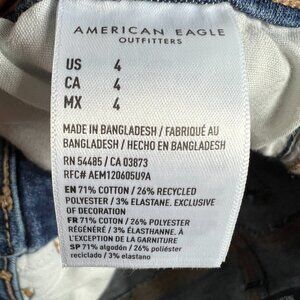 AMERICAN EAGLE
OUTFITTERS
US 4
CA 4
MX 4
MADE IN BANGLADESH / FABRIQUÉ AU
BANGLADESH / HECHO EN BANGLADESH
RN 54485 / CA 03873
RFC# AEM120605U9A
EN 71% COTTON / 26% RECYCLED
POLYESTER / 3% ELASTANE. EXCLUSIVE
OF DECORATION
FR 71% COTON / 26% POLYESTER
RÉGÉNÉRÉ / 3% ÉLASTHANNE. À
L'EXCEPTION DE LA GARNITURE
SP 71% algodón / 26% poliéster
reciclado / 3% elastano